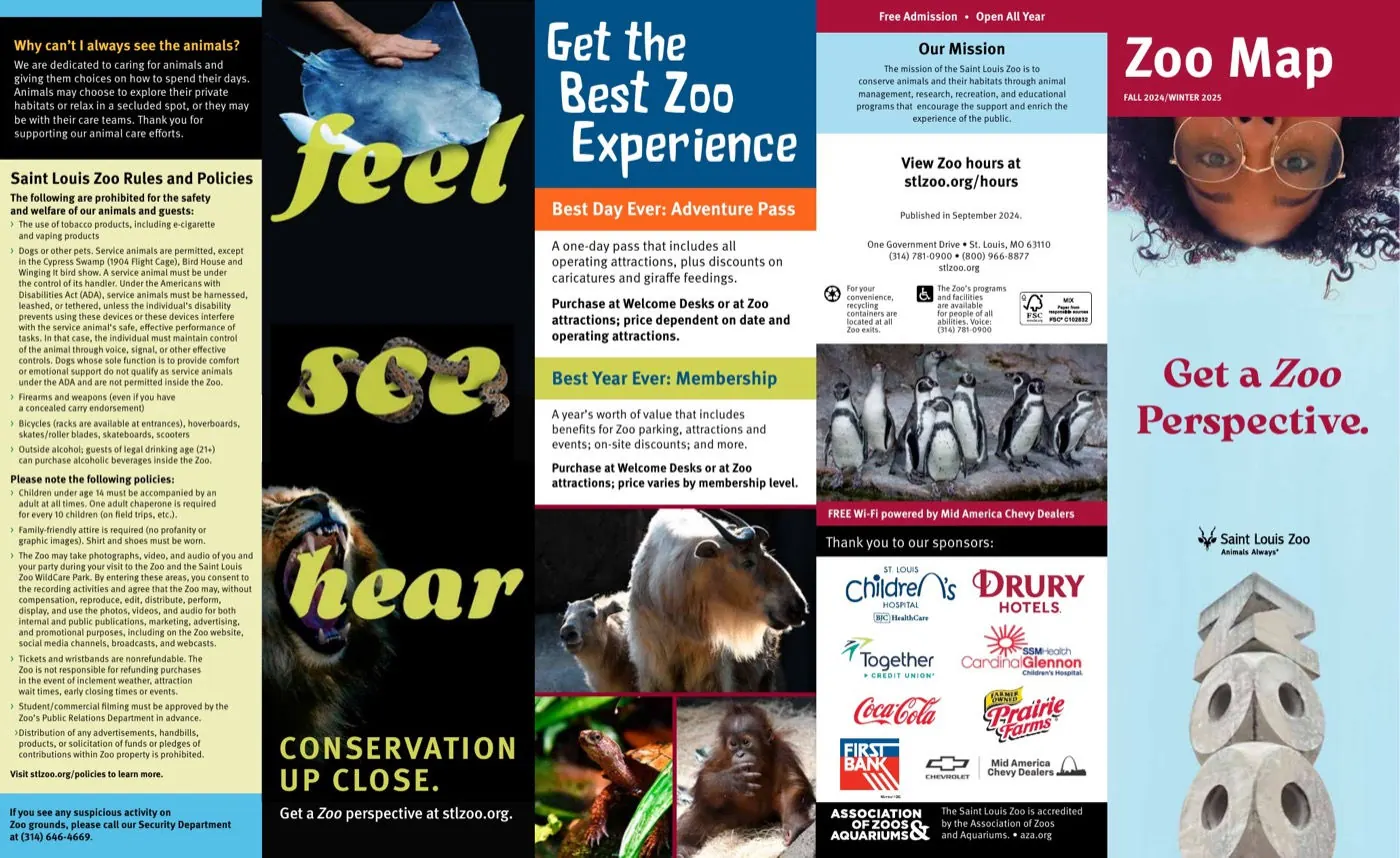 Why can't I always see the animals?
We are dedicated to caring for animals and
giving them choices on how to spend their days.
Animals may choose to explore their private
habitats or relax in a secluded spot, or they may
be with their care teams. Thank you for
supporting our animal care efforts.
Saint Louis Zoo Rules and Policies
The following are prohibited for the safety
and welfare of our animals and guests:
› The use of tobacco products, including e-cigarette
and vaping products
› Dogs or other pets. Service animals are permitted, except
in the Cypress Swamp (1904 Flight Cage), Bird House and
Winging It bird show. A service animal must be under
the control of its handler. Under the Americans with
Disabilities Act (ADA), service animals must be harnessed,
leashed, or tethered, unless the individual's disability
prevents using these devices or these devices interfere
with the service animal's safe, effective performance of
tasks. In that case, the individual must maintain control
of the animal through voice, signal, or other effective
controls. Dogs whose sole function is to provide comfort
or emotional support do not qualify as service animals
under the ADA and are not permitted inside the Zoo.
› Firearms and weapons (even if you have
a concealed carry endorsement)
› Bicycles (racks are available at entrances), hoverboards,
skates/roller blades, skateboards, scooters
› Outside alcohol; guests of legal drinking age (21+)
can purchase alcoholic beverages inside the Zoo.
Please note the following policies:
› Children under age 14 must be accompanied by an
adult at all times. One adult chaperone is required
for every 10 children (on field trips, etc.).
› Family-friendly attire is required (no profanity or
graphic images). Shirt and shoes must be worn.
› The Zoo may take photographs, video, and audio of you and
your party during your visit to the Zoo and the Saint Louis
Zoo WildCare Park. By entering these areas, you consent to
the recording activities and agree that the Zoo may, without
compensation, reproduce, edit, distribute, perform,
display, and use the photos, videos, and audio for both
internal and public publications, marketing, advertising,
and promotional purposes, including on the Zoo website,
social media channels, broadcasts, and webcasts.
› Tickets and wristbands are nonrefundable. The
Zoo is not responsible for refunding purchases
in the event of inclement weather, attraction
wait times, early closing times or events.
› Student/commercial filming must be approved by the
Zoo's Public Relations Department in advance.
›Distribution of any advertisements, handbills,
products, or solicitation of funds or pledges of
contributions within Zoo property is prohibited.
Visit stlzoo.org/policies to learn more.
If you see any suspicious activity on
Zoo grounds, please call our Security Department
at (314) 646-4669.
feel
see
hear
CONSERVATION
UP CLOSE.
Get a Zoo perspective at stlzoo.org.
Get the
Best Zoo
Experience
Best Day Ever: Adventure Pass
A one-day pass that includes all
operating attractions, plus discounts on
caricatures and giraffe feedings.
Purchase at Welcome Desks or at Zoo
attractions; price dependent on date and
operating attractions.
Best Year Ever: Membership
A year's worth of value that includes
benefits for Zoo parking, attractions and
events; on-site discounts; and more.
Purchase at Welcome Desks or at Zoo
attractions; price varies by membership level.
Free Admission • Open All Year
Our Mission
The mission of the Saint Louis Zoo is to
conserve animals and their habitats through animal
management, research, recreation, and educational
programs that encourage the support and enrich the
experience of the public.
View Zoo hours at
stlzoo.org/hours
Published in September 2024.
One Government Drive • St. Louis, MO 63110
(314) 781-0900 • (800) 966-8877
stlzoo.org
For your
convenience,
recycling
containers are
located at all
Zoo exits.
The Zoo's programs
and facilities
are available
for people of all
abilities. Voice:
(314) 781-0900
FSC
MIX
Paper from
responsible sources
FSC® C102832
FREE Wi-Fi powered by Mid America Chevy Dealers
Thank you to our sponsors:
ST. LOUIS
Children's
HOSPITAL
BJC HealthCare
DRURY
HOTELS.
Together
CREDIT UNION
SSMHealth
Cardinal Glennon
Children's Hospital.
Coca-Cola
FARMER
OWNED
Prairie
Farms
FIRST
BANK
CHEVROLET
Mid America
Chevy Dealers
ASSOCIATION
OF ZOOS
AQUARIUMS&
The Saint Louis Zoo is accredited
by the Association of Zoos
and Aquariums. • aza.org
Zoo Map
FALL 2024/WINTER 2025
Get a Zoo
Perspective.
Saint Louis Zoo
Animals Always®